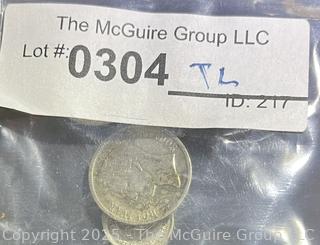 The McGuire Group LLC
Lot #: 0304 TL
ID: 217
Copyright 2025 - The McGuire Group LLC